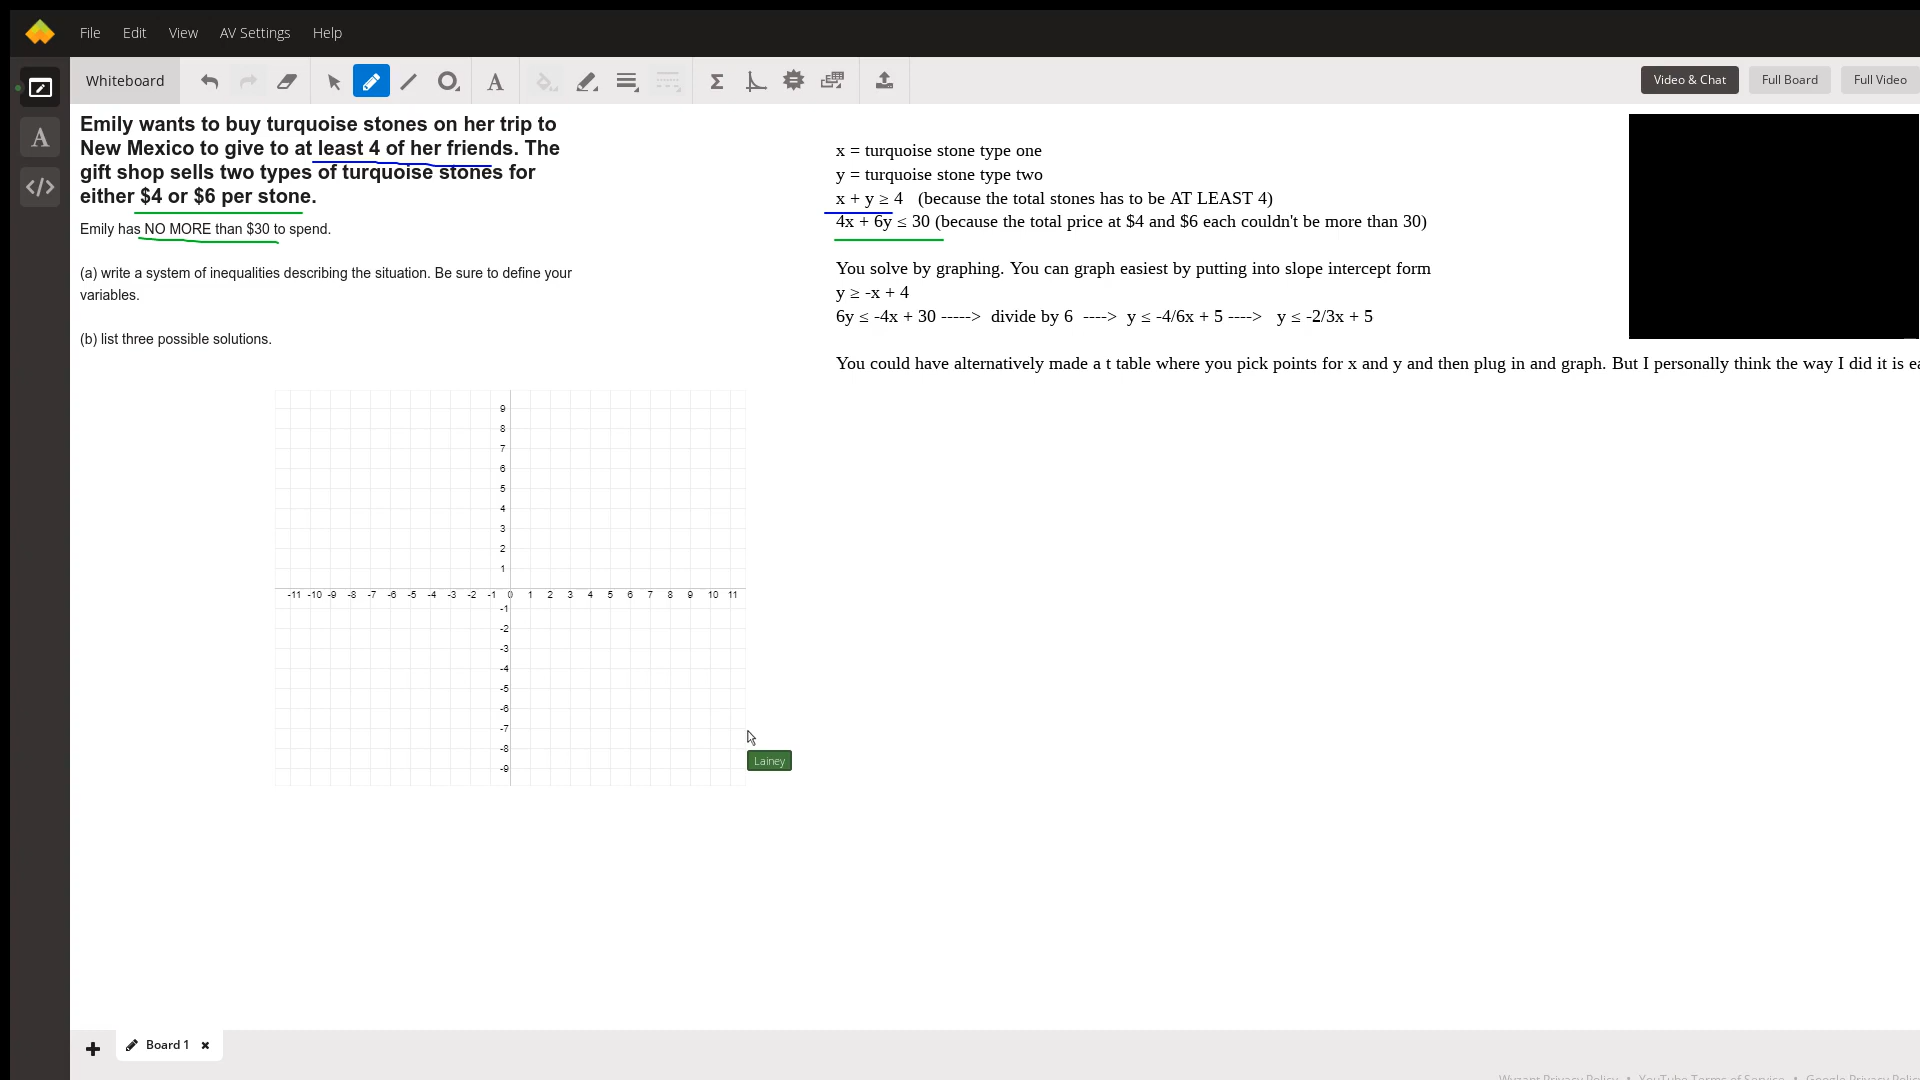 File Edit View AV Settings Help
Whiteboard
Video & Chat Full Board Full Video
Emily wants to buy turquoise stones on her trip to
New Mexico to give to at least 4 of her friends. The
gift shop sells two types of turquoise stones for
either $4 or $6 per stone.
Emily has NO MORE than $30 to spend.
(a) write a system of inequalities describing the situation. Be sure to define your
variables.
(b) list three possible solutions.
x = turquoise stone type one
y = turquoise stone type two
x + y ≥ 4 (because the total stones has to be AT LEAST 4)
4x + 6y ≤ 30 (because the total price at $4 and $6 each couldn't be more than 30)
You solve by graphing. You can graph easiest by putting into slope intercept form
y ≥ -x + 4
6y ≤ -4x + 30 -----> divide by 6 ----> y ≤ -4/6x + 5 ----> y ≤ -2/3x + 5
You could have alternatively made a t table where you pick points for x and y and then plug in and graph. But I personally think the way I did it is ea
9
8
7
6
5
4
3
2
1
-11 -10 -9 -8 -7 -6 -5 -4 -3 -2 -1 0 1 2 3 4 5 6 7 8 9 10 11
-1
-2
-3
-4
-5
-6
-7
-8
-9
Lainey
Board 1